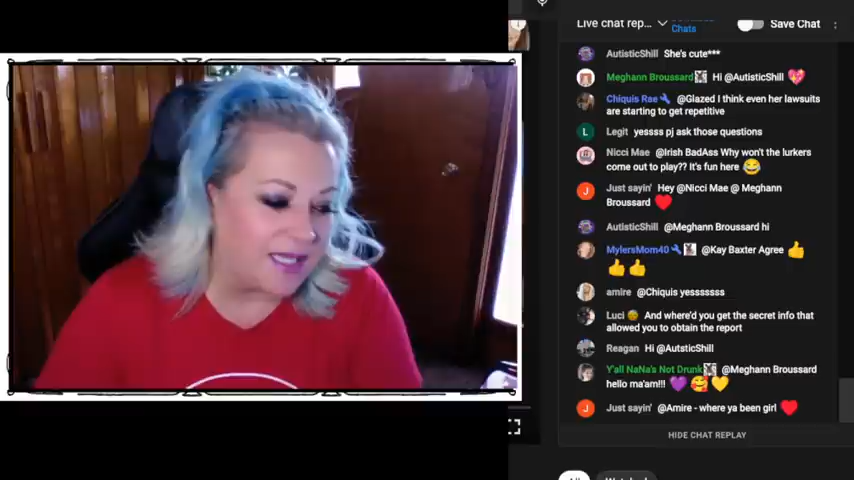 Live chat rep...
Chats
Save Chat
AutisticShill She's cute***
Meghann Broussard Hi @AutisticShill 💖
Chiquis Rae @Glazed I think even her lawsuits
are starting to get repetitive
L Legit yessss pj ask those questions
Nicci Mae @Irish BadAss Why won't the lurkers
come out to play?? It's fun here 😂
J Just sayin' Hey @Nicci Mae @ Meghann
Broussard ❤️
AutisticShill @Meghann Broussard hi
MylersMom40 @Kay Baxter Agree 👍
👍👍
amire @Chiquis yesssssss
Luci And where'd you get the secret info that
allowed you to obtain the report
Reagan Hi @AutsticShill
Y'all NaNa's Not Drunk @Meghann Broussard
hello ma'am!!! 💜🥰💛
J Just sayin' @Amire - where ya been girl ❤️
HIDE CHAT REPLAY
All